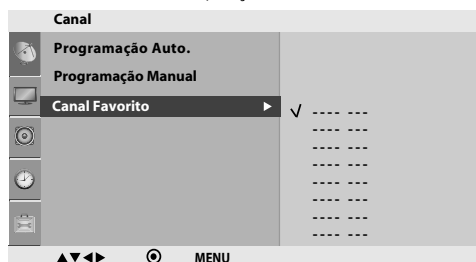 Canal
Programação Auto.
Programação Manual
Canal Favorito
---- ---
---- ---
---- ---
---- ---
---- ---
---- ---
---- ---
---- ---
MENU